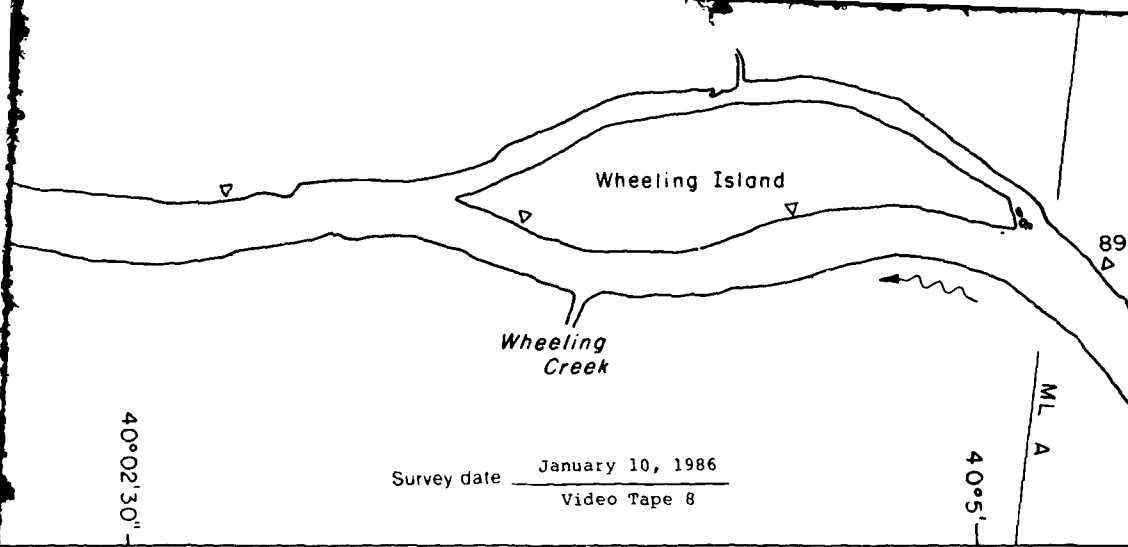 Wheeling Island
89
Wheeling
Creek
ML A
40°02'30"
40°5'
Survey date January 10, 1986
Video Tape 8